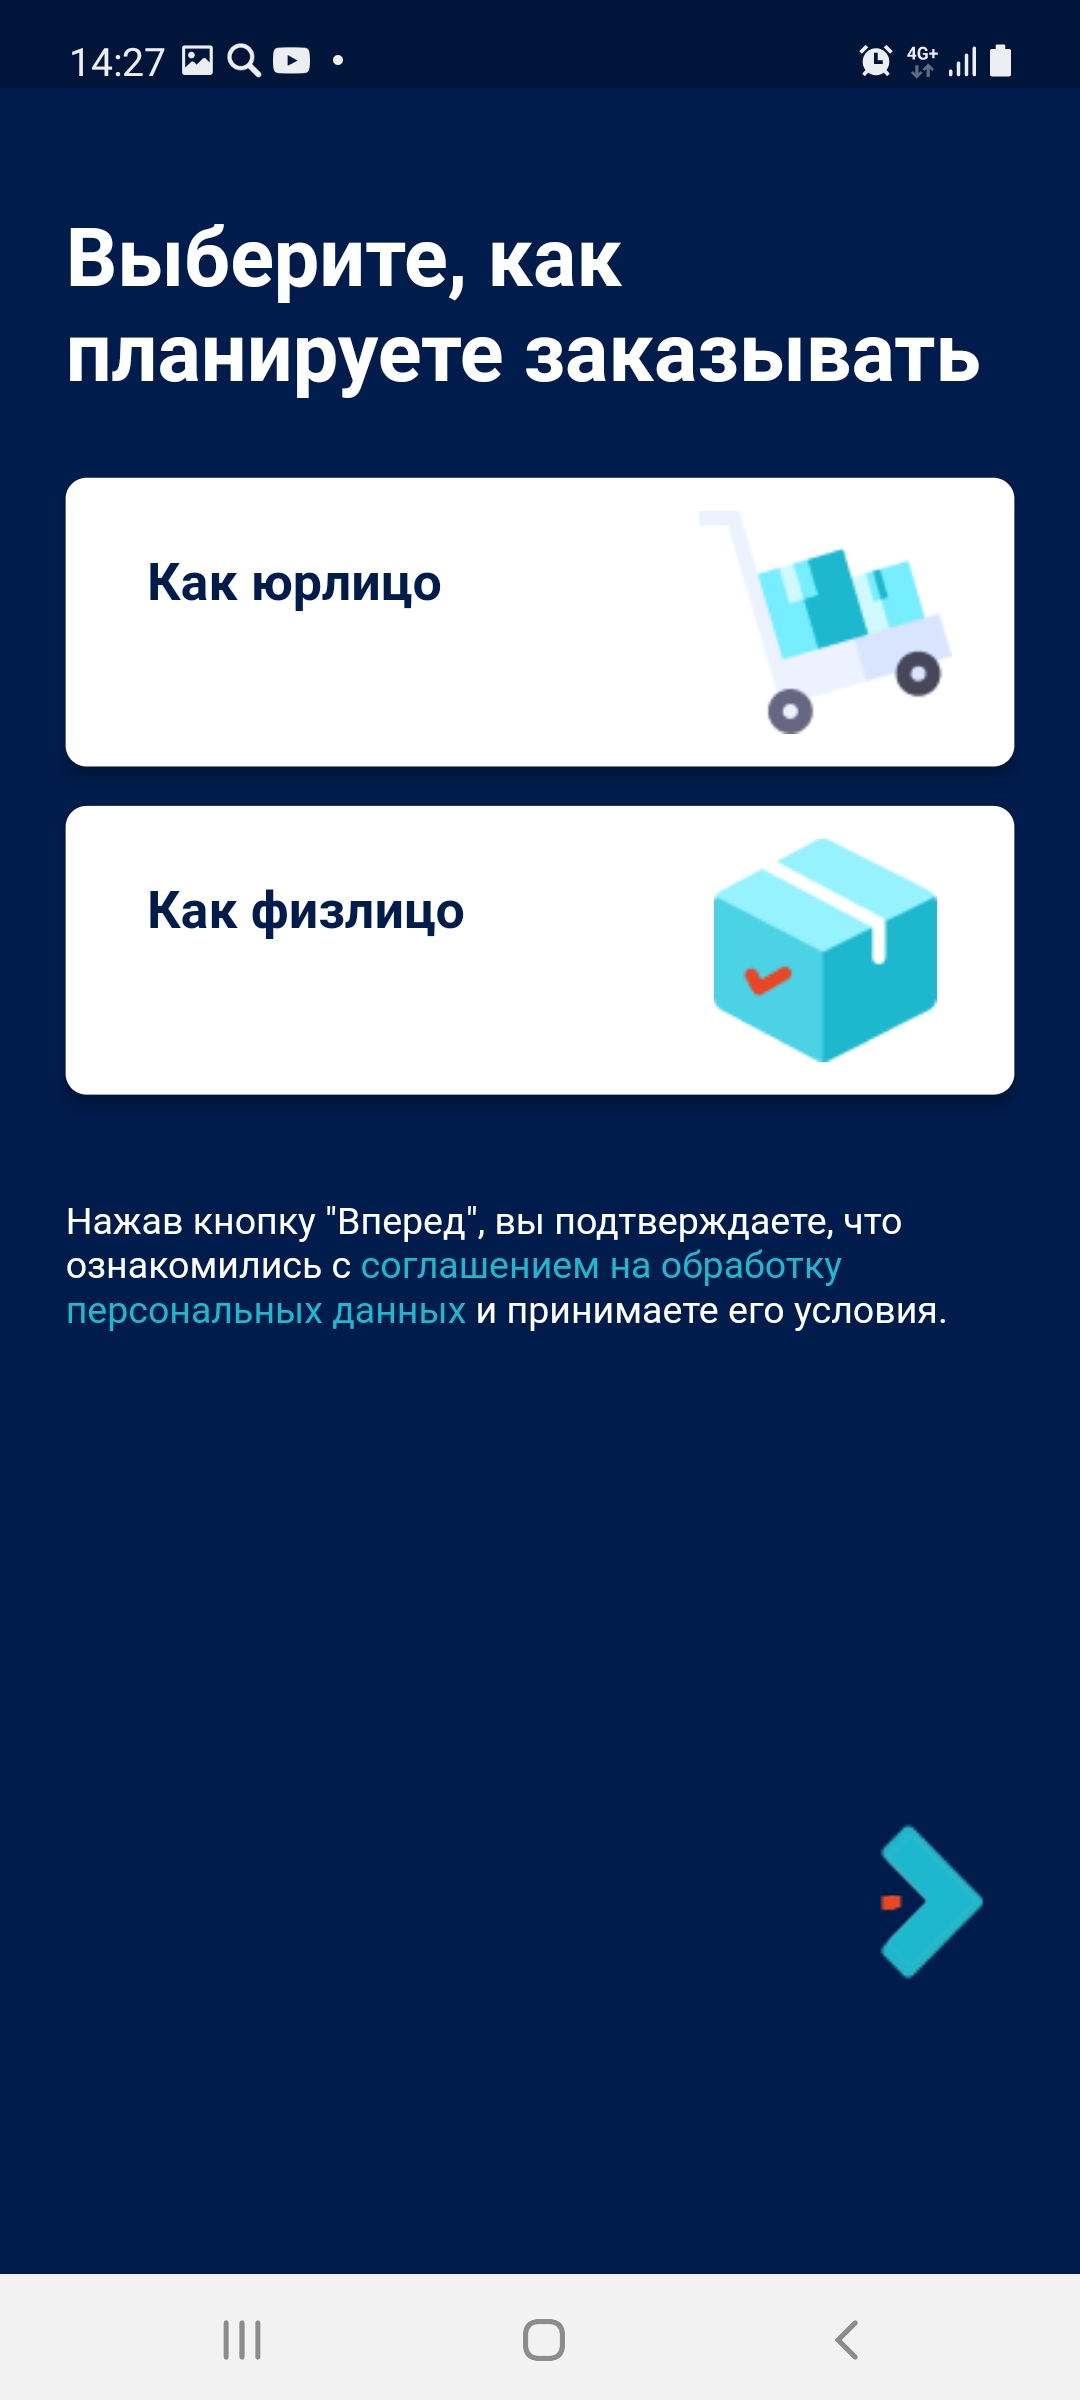 14:27
4G+
Выберите, как
планируете заказывать
Как юрлицо
Как физлицо
Нажав кнопку "Вперед", вы подтверждаете, что
ознакомились с соглашением на обработку
персональных данных и принимаете его условия.